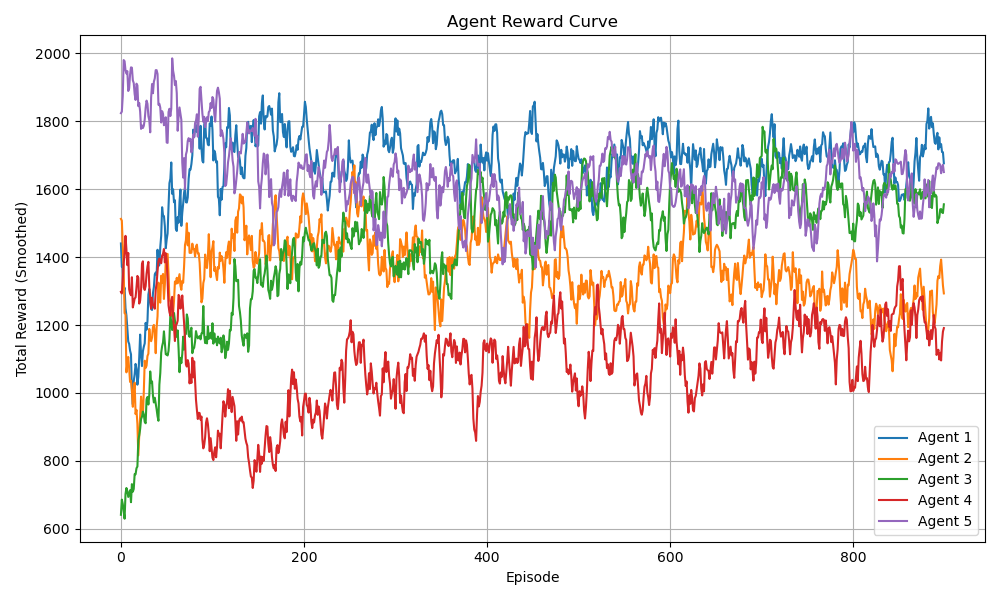 Agent Reward Curve
Total Reward (Smoothed)
2000
1800
1600
1400
1200
1000
800
600
0
200
400
600
800
Episode
Agent 1
Agent 2
Agent 3
Agent 4
Agent 5